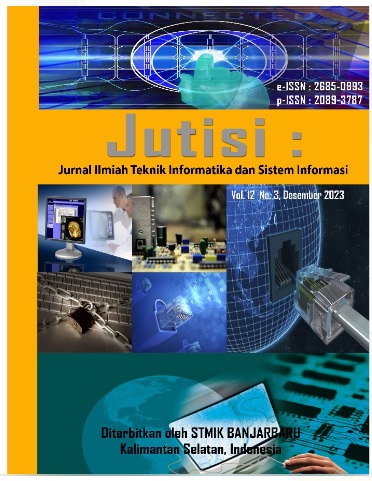 CONNECTED
e-ISSN : 2685-0893
p-ISSN : 2089-3787
Jutisi :
Jurnal Ilmiah Teknik Informatika dan Sistem Informasi
Vol. 12 No. 3, Desember 2023
Diterbitkan oleh STMIK BANJARBARU
Kalimantan Selatan, Indonesia